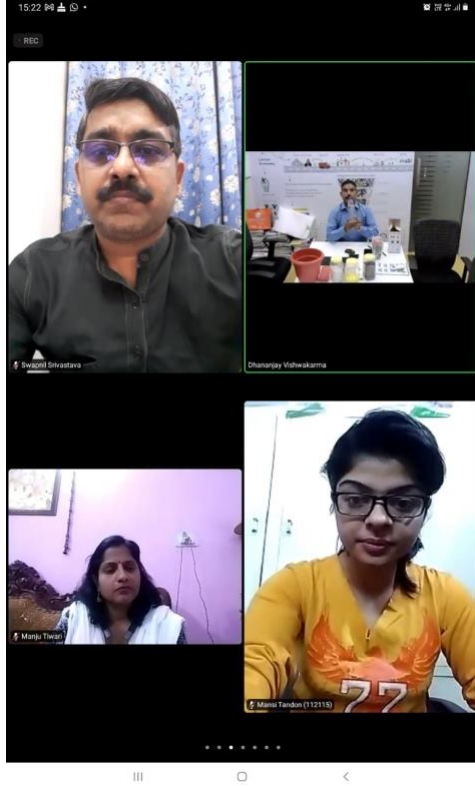 15:22
REC
Swapnil Srivastava
Dhananjay Vishwakarma
Manju Tiwari
Mansi Tandon (112115)
77